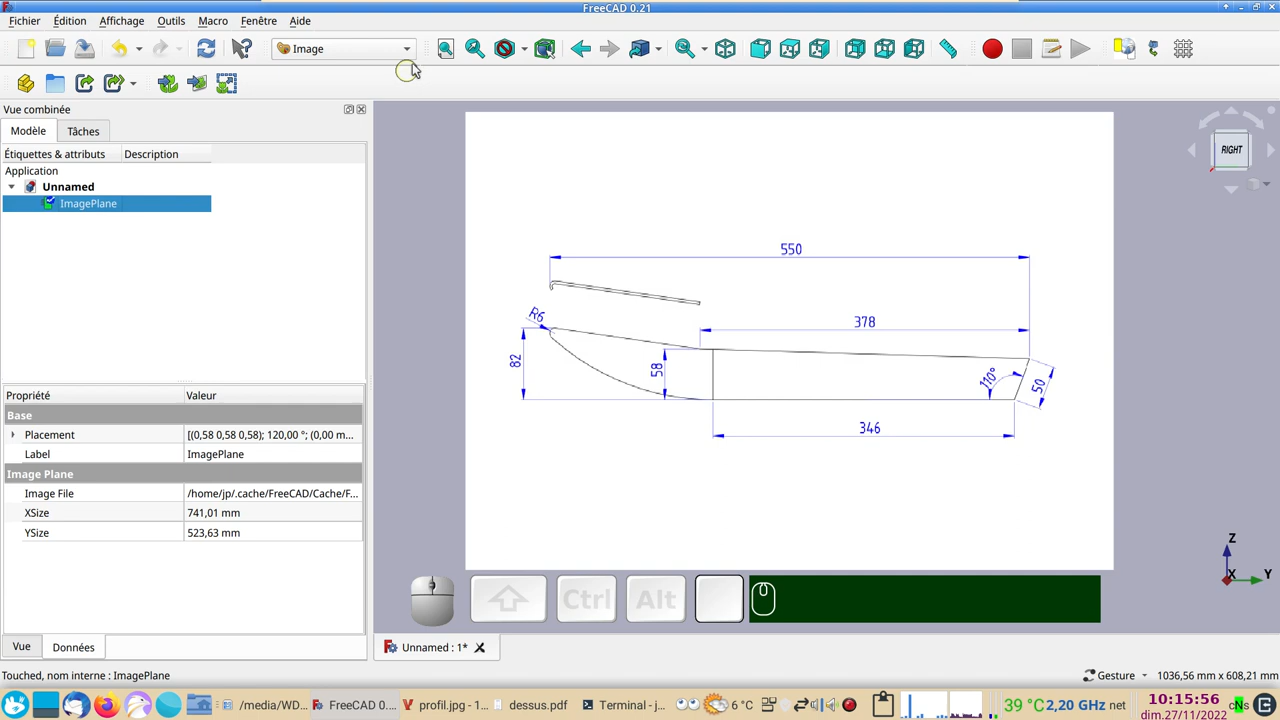 FreeCAD 0.21
Fichier Édition Affichage Outils Macro Fenêtre Aide
Image
Vue combinée
Modèle Tâches
Étiquettes & attributs Description
Application
Unnamed
ImagePlane
RIGHT
550
R6
378
82
58
110°
50
346
Propriété Valeur
Base
Placement [(0,58 0,58 0,58); 120,00 °; (0,00 m...
Label ImagePlane
Image Plane
Image File /home/jp/.cache/FreeCAD/Cache/F...
XSize 741,01 mm
YSize 523,63 mm
Z
X
Y
Ctrl Alt
Vue Données
Unnamed : 1*
Touched, nom interne : ImagePlane
Gesture 1036,56 mm x 608,21 mm
/media/WD... FreeCAD 0.... profil.jpg - 1... dessus.pdf Terminal - j... 6 °C 39 °C 2,20 GHz net
10:15:56
dim.27/11/2022
cNs